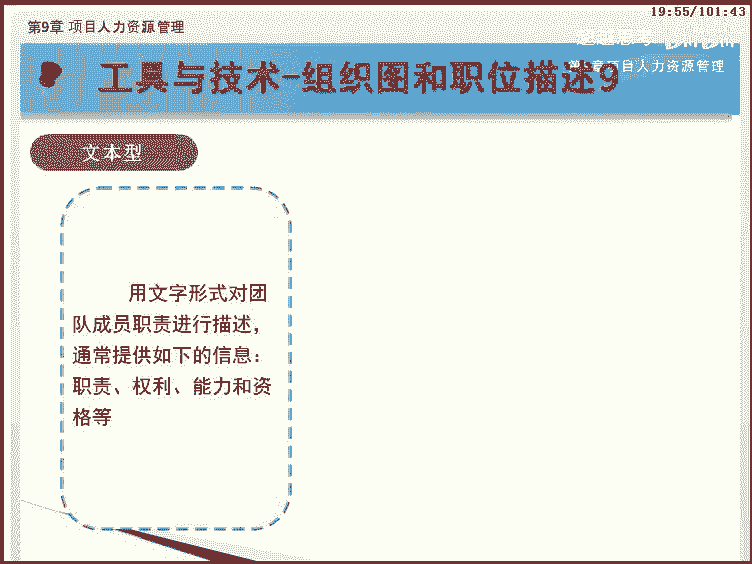 19:55/101:43
第9章 项目人力资源管理
工具与技术-组织图和职位描述9
章项目人力资源管理
文本型
用文字形式对团
队成员职责进行描述，
通常提供如下的信息：
职责、权利、能力和资
格等